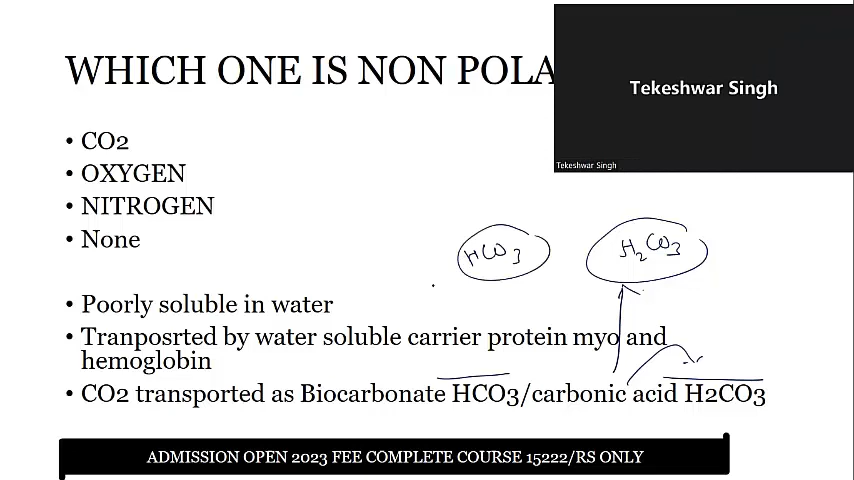 WHICH ONE IS NON POLA
Tekeshwar Singh
Tekeshwar Singh
• CO2
• OXYGEN
• NITROGEN
• None
HCO3
H2CO3
• Poorly soluble in water
• Tranposrted by water soluble carrier protein myo and
hemoglobin
• CO2 transported as Biocarbonate HCO3/carbonic acid H2CO3
ADMISSION OPEN 2023 FEE COMPLETE COURSE 15222/RS ONLY